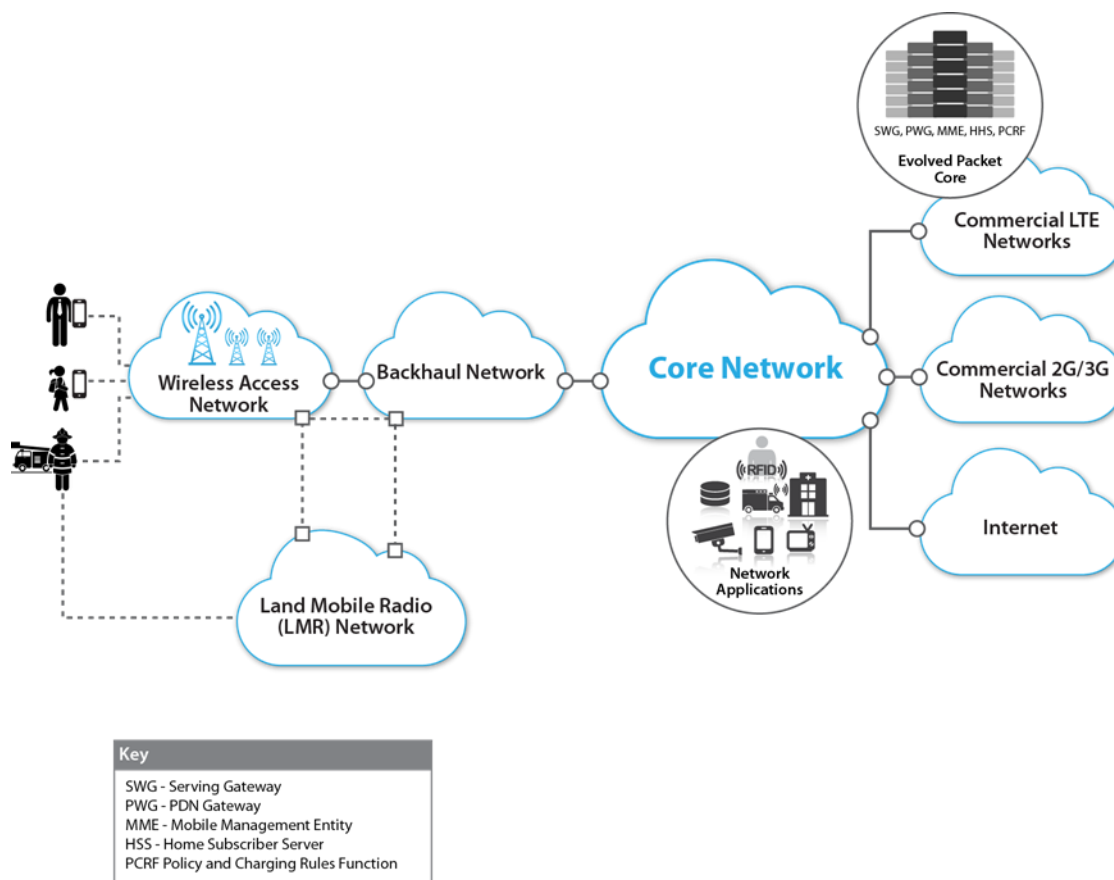 SWG, PWG, MME, HHS, PCRF
Evolved Packet
Core
Commercial LTE
Networks
Wireless Access
Network
Backhaul Network
Core Network
Commercial 2G/3G
Networks
RFID
Network
Applications
Internet
Land Mobile Radio
(LMR) Network
Key
SWG - Serving Gateway
PWG - PDN Gateway
MME - Mobile Management Entity
HSS - Home Subscriber Server
PCRF Policy and Charging Rules Function